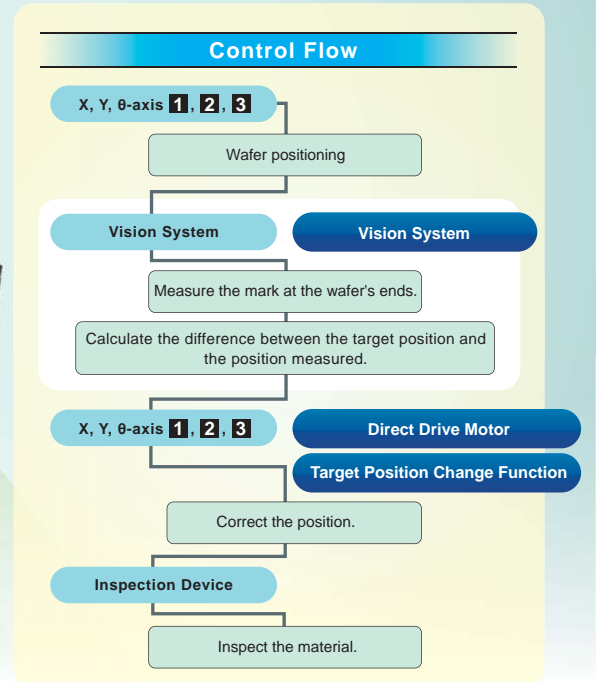 Control Flow
X, Y, θ-axis 1, 2, 3
Wafer positioning
Vision System
Vision System
Measure the mark at the wafer's ends.
Calculate the difference between the target position and
the position measured.
X, Y, θ-axis 1, 2, 3
Direct Drive Motor
Target Position Change Function
Correct the position.
Inspection Device
Inspect the material.